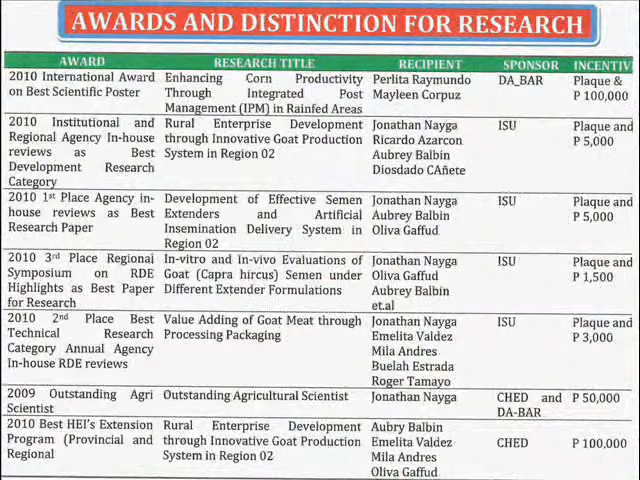 AWARDS AND DISTINCTION FOR RESEARCH
AWARD RESEARCH TITLE RECIPIENT SPONSOR INCENTIV
2010 International Award Enhancing Corn Productivity Perlita Raymundo DA_BAR Plaque &
on Best Scientific Poster Through Integrated Post Mayleen Corpuz P 100,000
Management (IPM) in Rainfed Areas
2010 Institutional and Rural Enterprise Development Jonathan Nayga ISU Plaque and
Regional Agency In-house through Innovative Goat Production Ricardo Azarcon P 5,000
reviews as Best System in Region 02 Aubrey Balbin
Development Research Diosdado CAñete
Category
2010 1st Place Agency in- Development of Effective Semen Jonathan Nayga ISU Plaque and
house reviews as Best Extenders and Artificial Aubrey Balbin P 5,000
Research Paper Insemination Delivery System in Oliva Gaffud
Region 02
2010 3rd Place Regional In-vitro and In-vivo Evaluations of Jonathan Nayga ISU Plaque and
Symposium on RDE Goat (Capra hircus) Semen under Oliva Gaffud P 1,500
Highlights as Best Paper Different Extender Formulations Aubrey Balbin
for Research et.al
2010 2nd Place Best Value Adding of Goat Meat through Jonathan Nayga ISU Plaque and
Technical Research Processing Packaging Emelita Valdez P 3,000
Category Annual Agency Mila Andres
In-house RDE reviews Buelah Estrada
Roger Tamayo
2009 Outstanding Agri Outstanding Agricultural Scientist Jonathan Nayga CHED and P 50,000
Scientist DA-BAR
2010 Best HEI's Extension Rural Enterprise Development Aubry Balbin
Program (Provincial and through Innovative Goat Production Emelita Valdez CHED P 100,000
Regional System in Region 02 Mila Andres
Oliva Gaffud